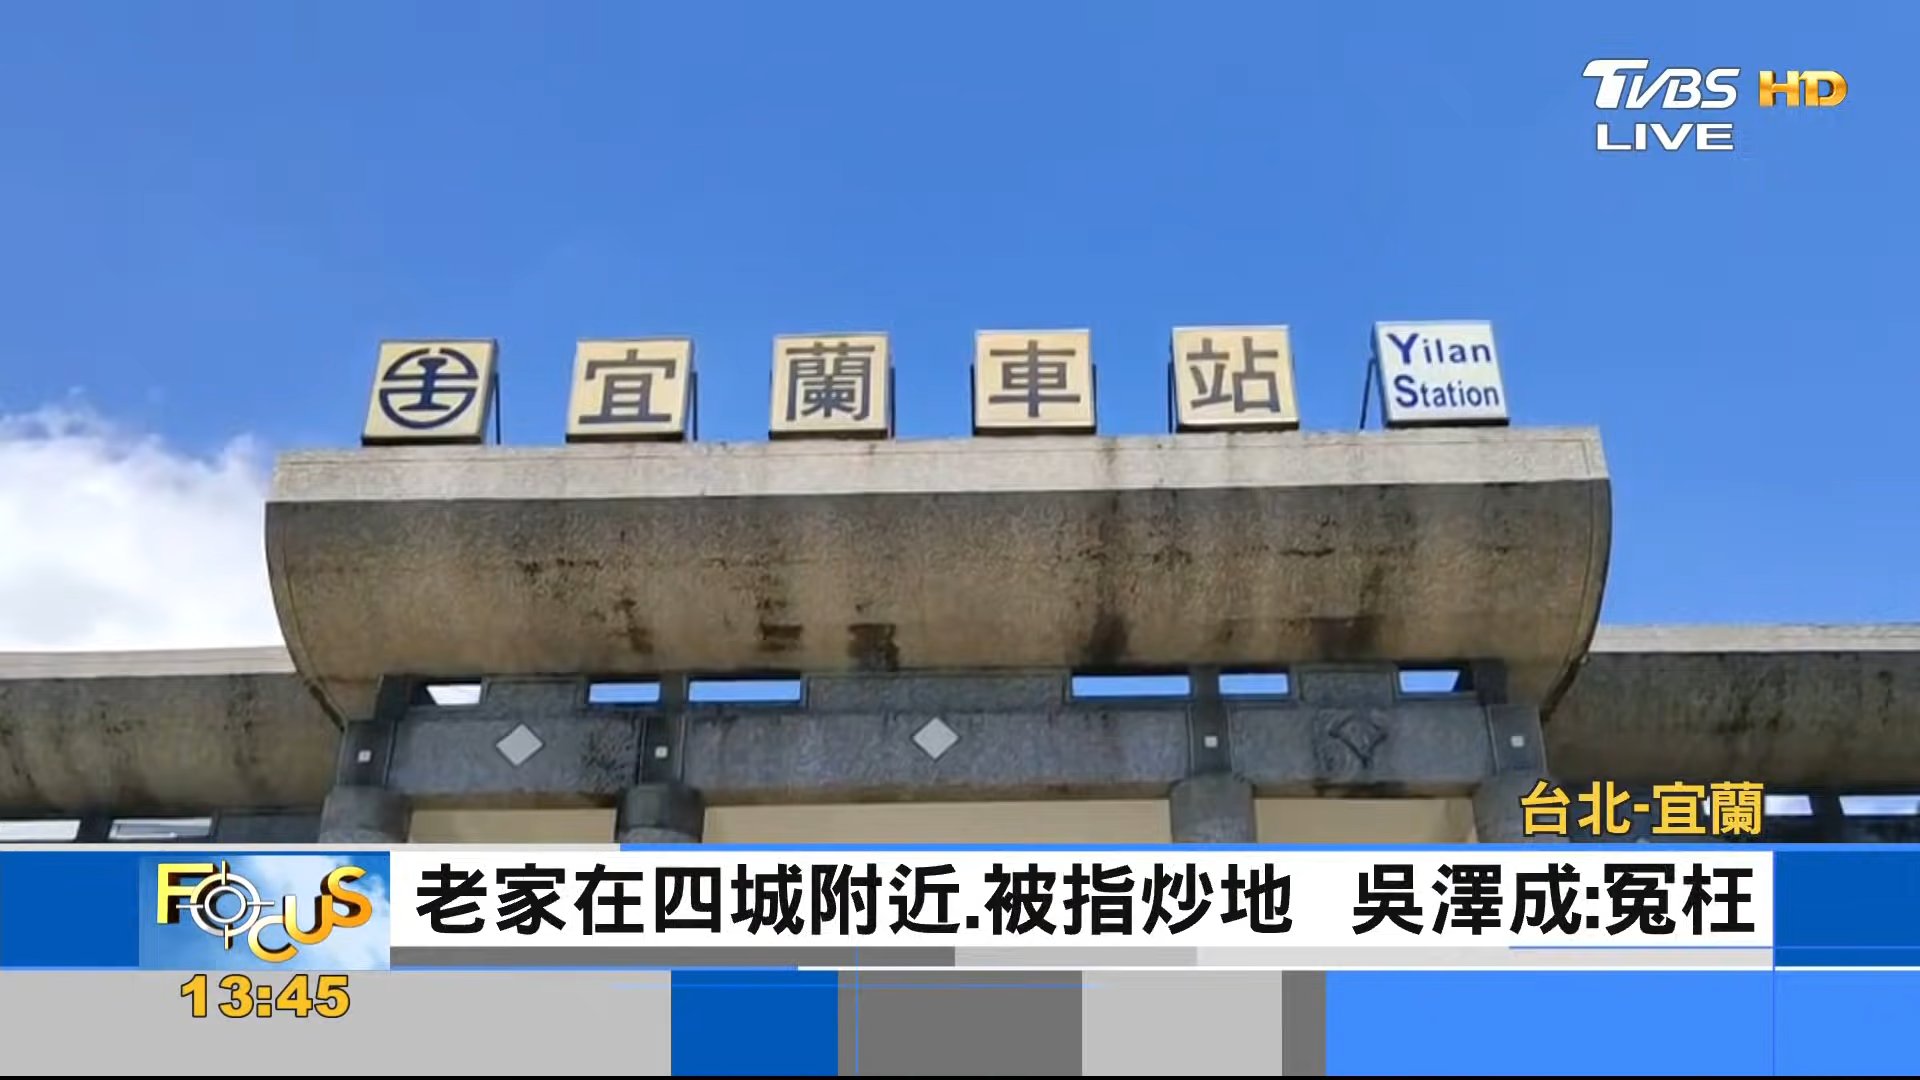 TVBS HD
LIVE
宜蘭車站
Yilan
Station
台北-宜蘭
FOCUS
老家在四城附近.被指炒地 吳澤成:冤枉
13:45